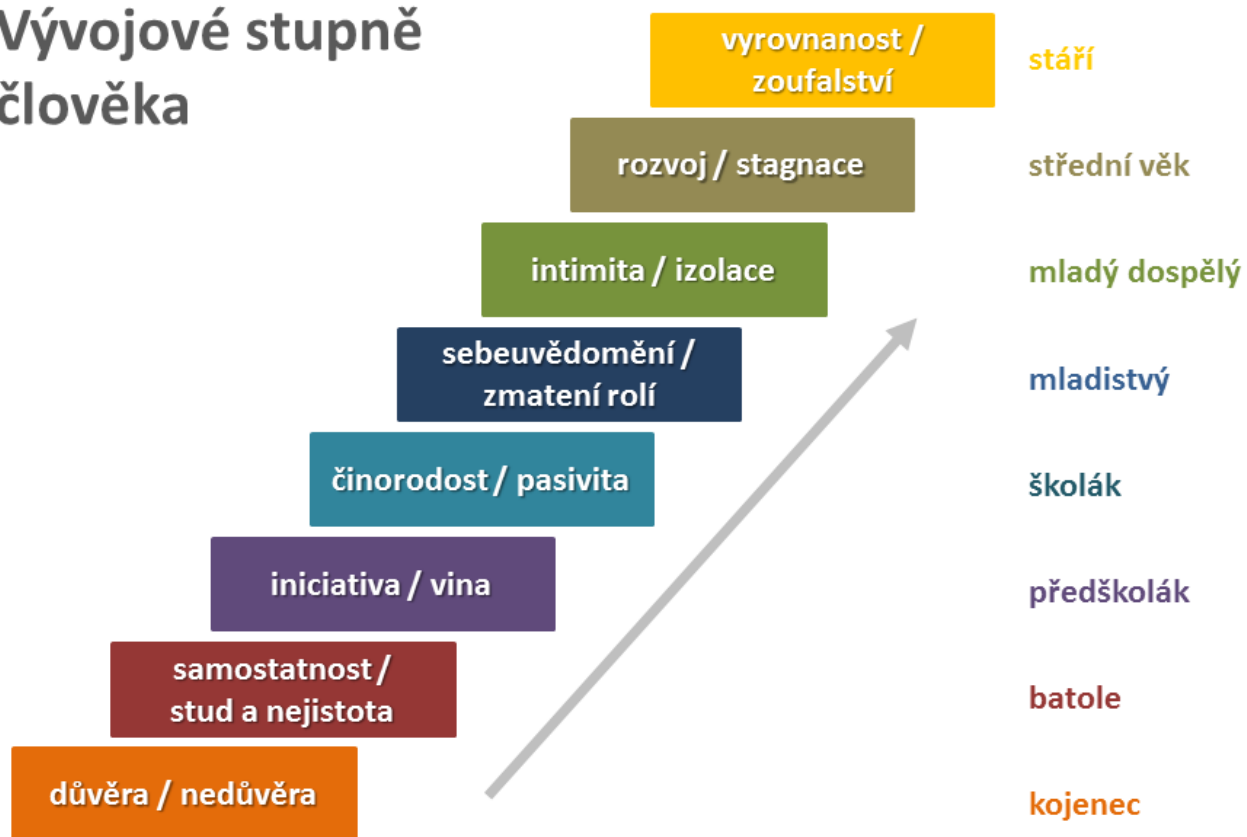 Vývojové stupně
člověka
vyrovnanost /
zoufalství
stáří
rozvoj / stagnace
střední věk
intimita / izolace
mladý dospělý
sebeuvědomění /
zmatení rolí
mladistvý
činorodost / pasivita
školák
iniciativa / vina
předškolák
samostatnost /
stud a nejistota
batole
důvěra / nedůvěra
kojenec